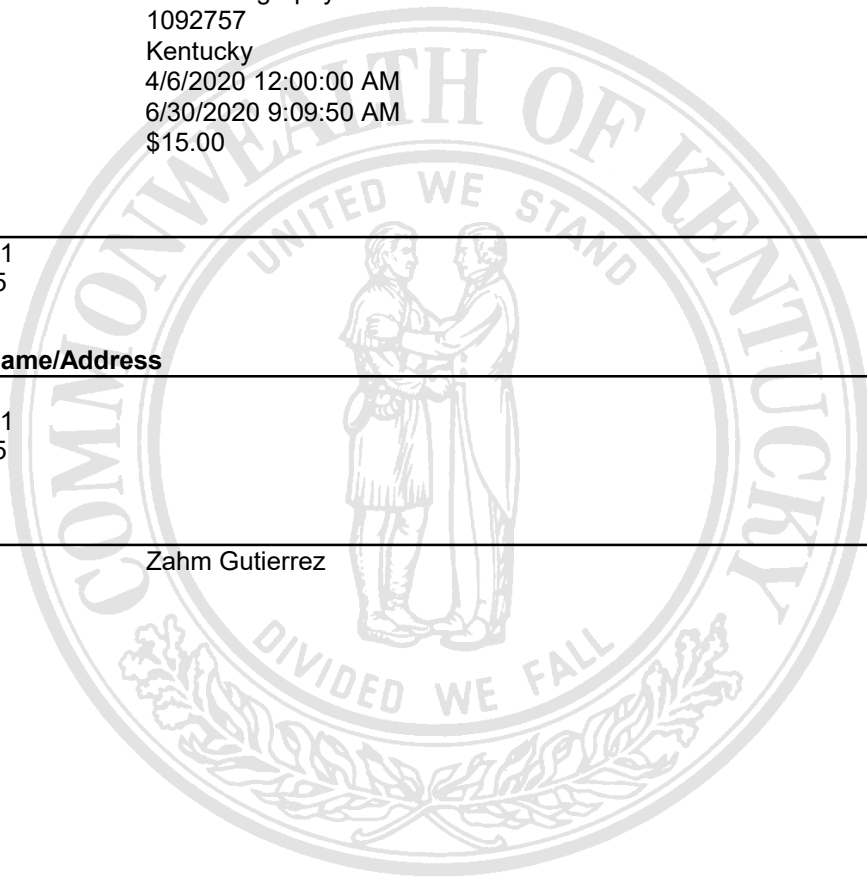 1092757
Kentucky
4/6/2020 12:00:00 AM
6/30/2020 9:09:50 AM
$15.00
1
5
ame/Address
1
5
Zahm Gutierrez
COMMONWEALTH OF KENTUCKY
UNITED WE STAND
DIVIDED WE FALL